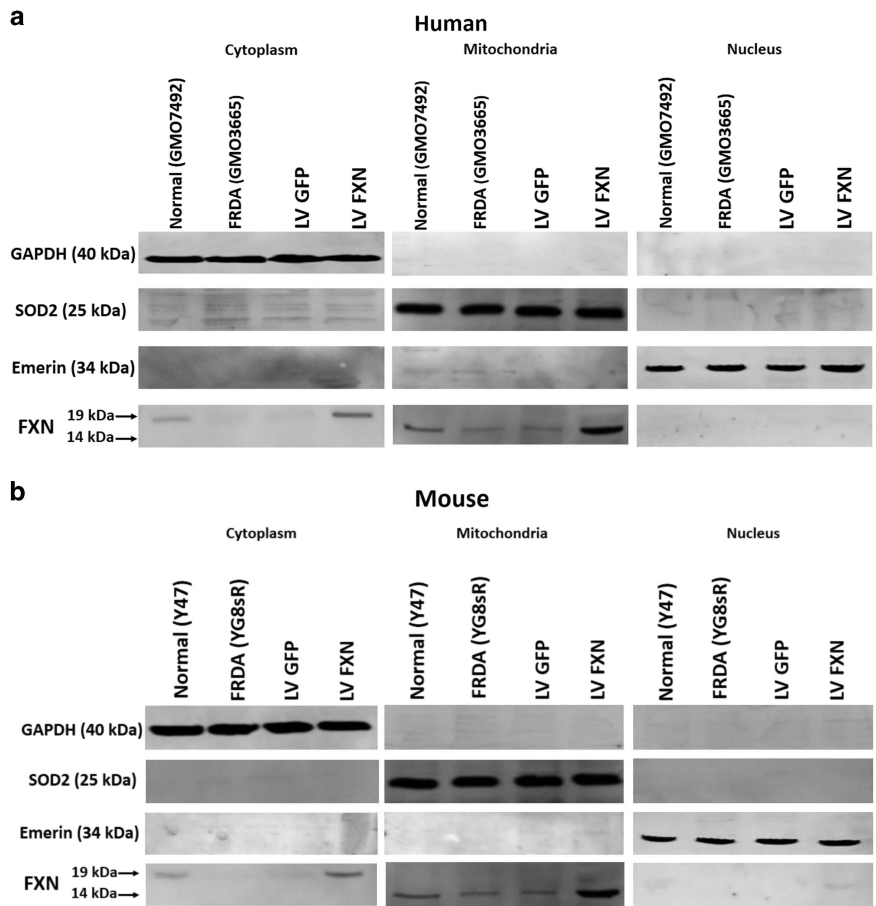 a
Human
Cytoplasm Mitochondria Nucleus
Normal (GMO7492) FRDA (GMO3665) LV GFP LV FXN Normal (GMO7492) FRDA (GMO3665) LV GFP LV FXN Normal (GMO7492) FRDA (GMO3665) LV GFP LV FXN
GAPDH (40 kDa)
SOD2 (25 kDa)
Emerin (34 kDa)
19 kDa
FXN
14 kDa
b
Mouse
Cytoplasm Mitochondria Nucleus
Normal (Y47) FRDA (YG8sR) LV GFP LV FXN Normal (Y47) FRDA (YG8sR) LV GFP LV FXN Normal (Y47) FRDA (YG8sR) LV GFP LV FXN
GAPDH (40 kDa)
SOD2 (25 kDa)
Emerin (34 kDa)
19 kDa
FXN
14 kDa